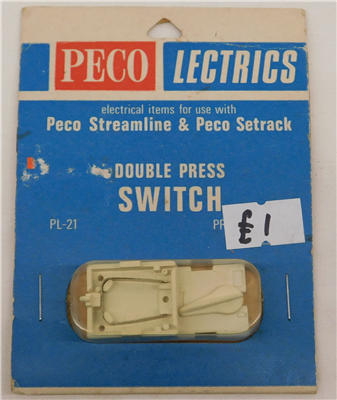 PECO LECTRICS
electrical items for use with
Peco Streamline & Peco Setrack
DOUBLE PRESS
SWITCH
PL-21
£1